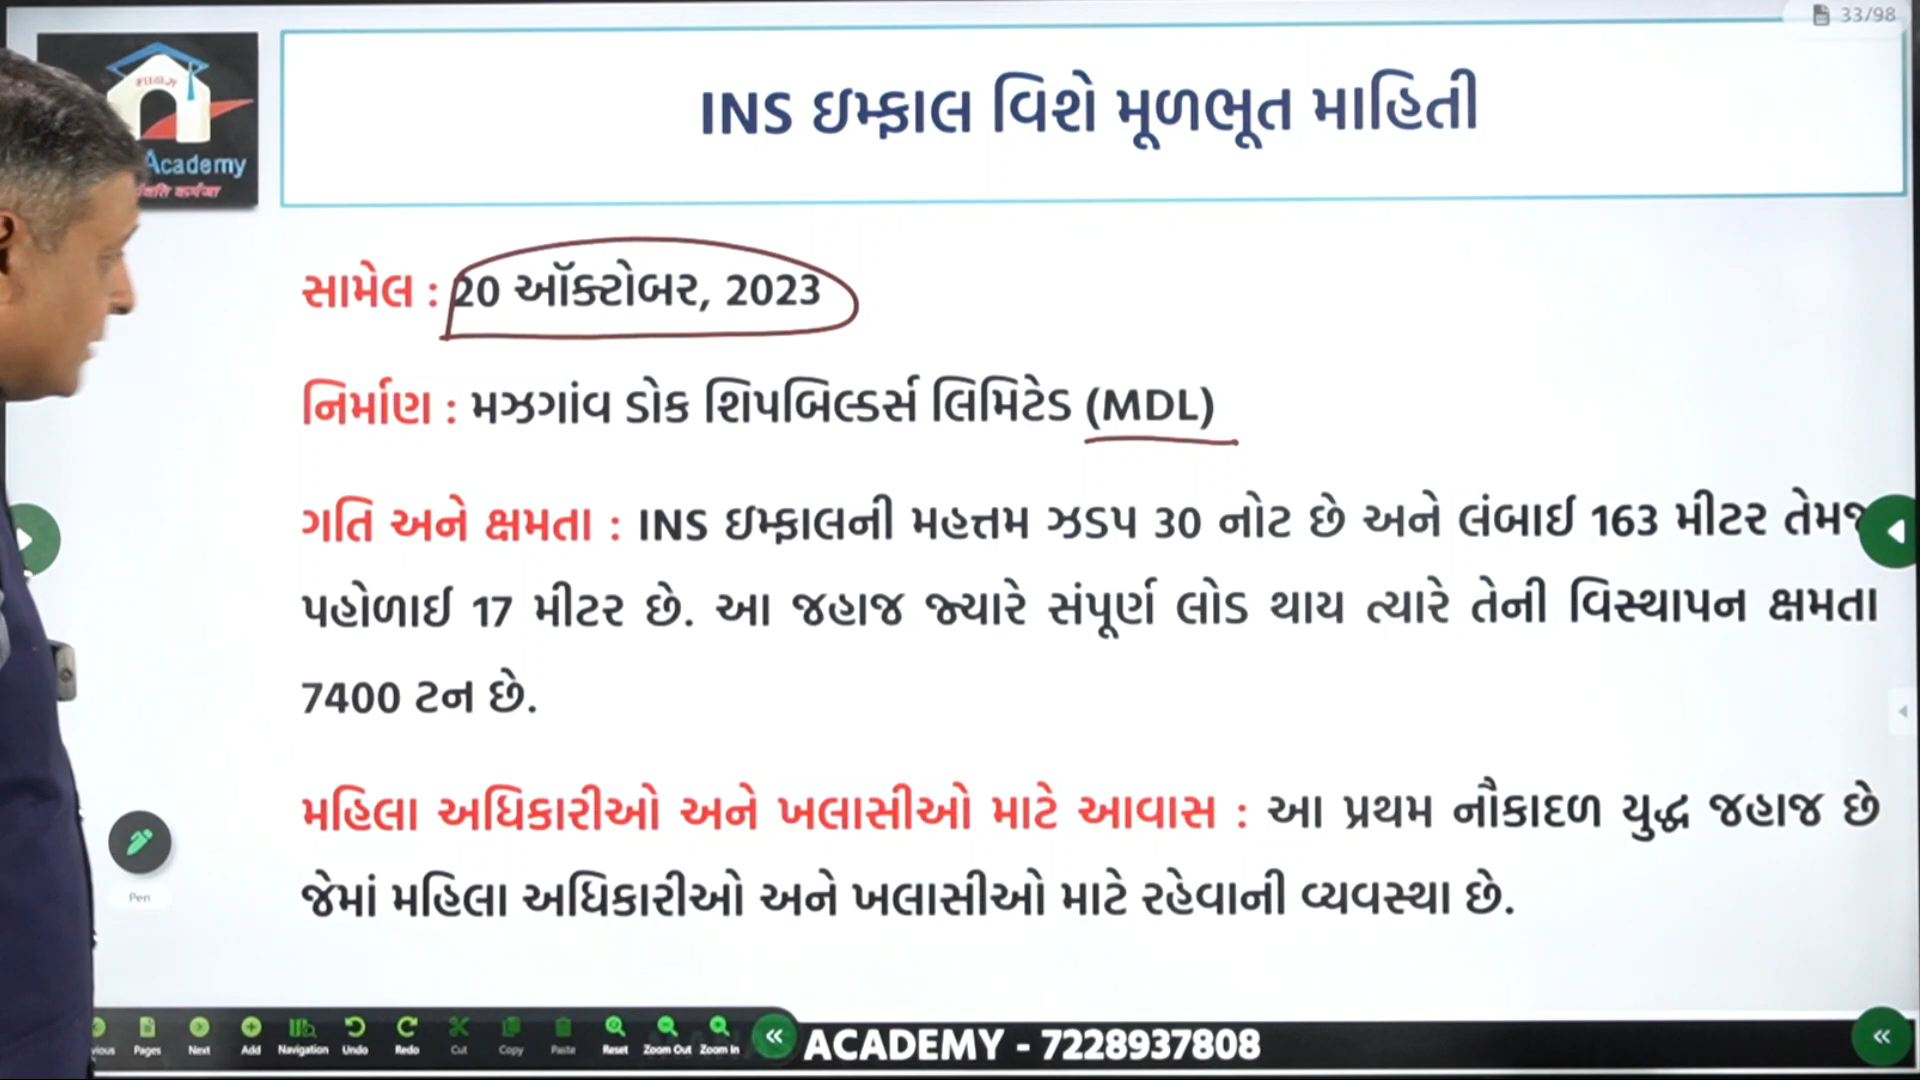 33/98
Academy
INS ઇમ્ફાલ વિશે મૂળભૂત માહિતી
સામેલ : 20 ઑક્ટોબર, 2023
નિર્માણ : મઝગાંવ ડોક શિપબિલ્ડર્સ લિમિટેડ (MDL)
ગતિ અને ક્ષમતા : INS ઇમ્ફાલની મહત્તમ ઝડપ 30 નોટ છે અને લંબાઈ 163 મીટર તેમજ
પહોળાઈ 17 મીટર છે. આ જહાજ જ્યારે સંપૂર્ણ લોડ થાય ત્યારે તેની વિસ્થાપન ક્ષમતા
7400 ટન છે.
મહિલા અધિકારીઓ અને ખલાસીઓ માટે આવાસ : આ પ્રથમ નૌકાદળ યુદ્ધ જહાજ છે
જેમાં મહિલા અધિકારીઓ અને ખલાસીઓ માટે રહેવાની વ્યવસ્થા છે.
Pen
Pages Next Add Navigation Undo Redo Cut Copy Paste Reset Zoom Out Zoom In
ACADEMY - 7228937808